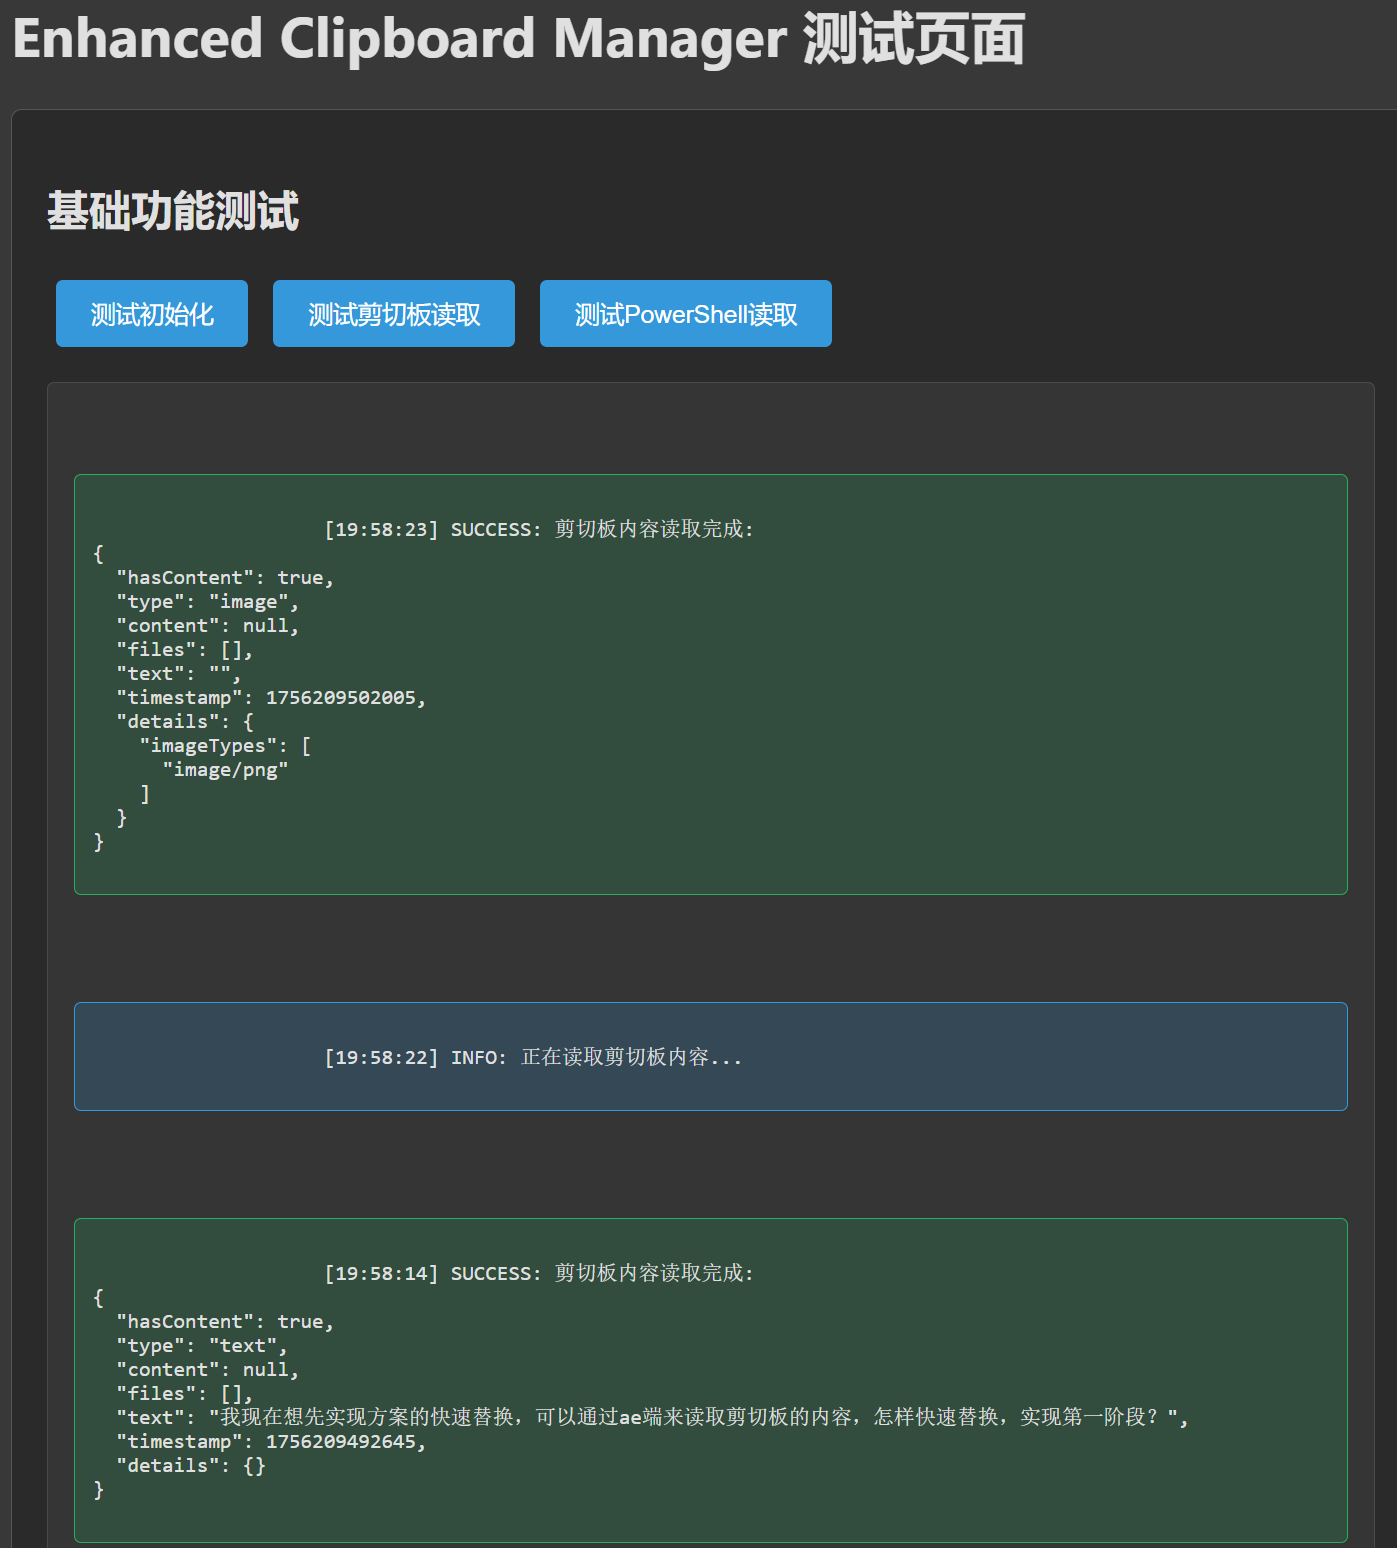 Enhanced Clipboard Manager 测试页面
基础功能测试
测试初始化 测试剪切板读取 测试PowerShell读取
[19:58:23] SUCCESS: 剪切板内容读取完成:
{
  "hasContent": true,
  "type": "image",
  "content": null,
  "files": [],
  "text": "",
  "timestamp": 1756209502005,
  "details": {
    "imageTypes": [
      "image/png"
    ]
  }
}
[19:58:22] INFO: 正在读取剪切板内容...
[19:58:14] SUCCESS: 剪切板内容读取完成:
{
  "hasContent": true,
  "type": "text",
  "content": null,
  "files": [],
  "text": "我现在想先实现方案的快速替换，可以通过ae端来读取剪切板的内容，怎样快速替换，实现第一阶段？",
  "timestamp": 1756209492645,
  "details": {}
}